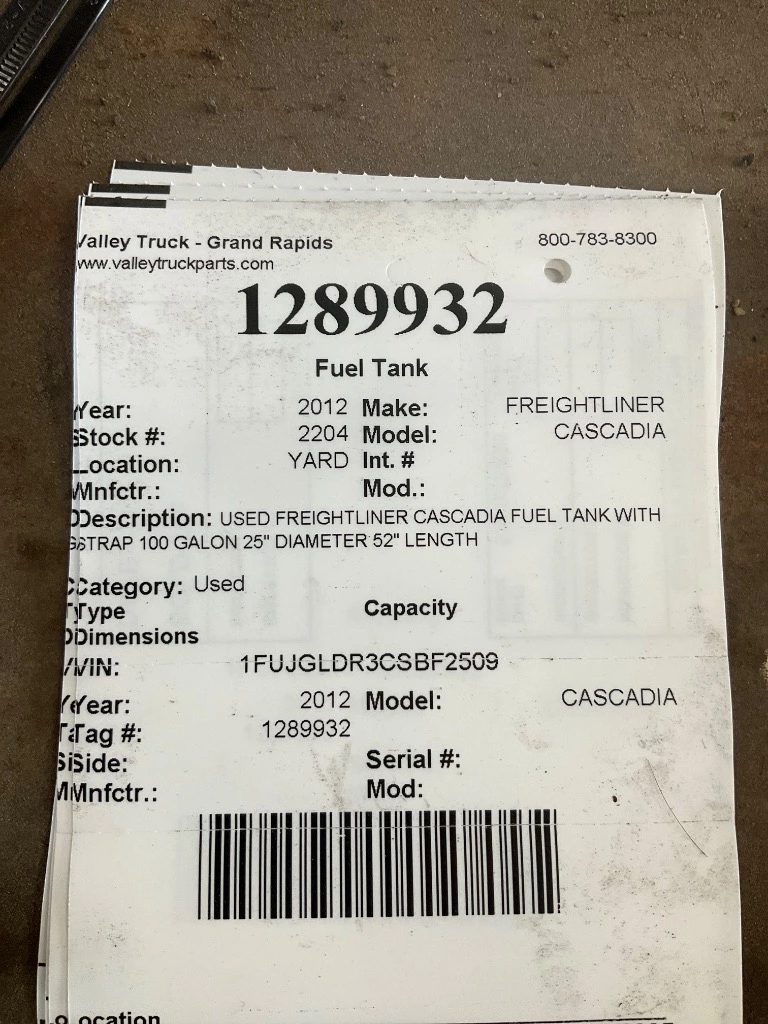 Valley Truck - Grand Rapids 800-783-8300
www.valleytruckparts.com
1289932
Fuel Tank
Year: 2012 Make: FREIGHTLINER
Stock #: 2204 Model: CASCADIA
Location: YARD Int. #
Mnfctr.: Mod.:
Description: USED FREIGHTLINER CASCADIA FUEL TANK WITH
STRAP 100 GALON 25" DIAMETER 52" LENGTH
Category: Used
Type Capacity
Dimensions
VIN: 1FUJGLDR3CSBF2509
Year: 2012 Model: CASCADIA
Tag #: 1289932
Side: Serial #:
Mnfctr.: Mod:
ocation